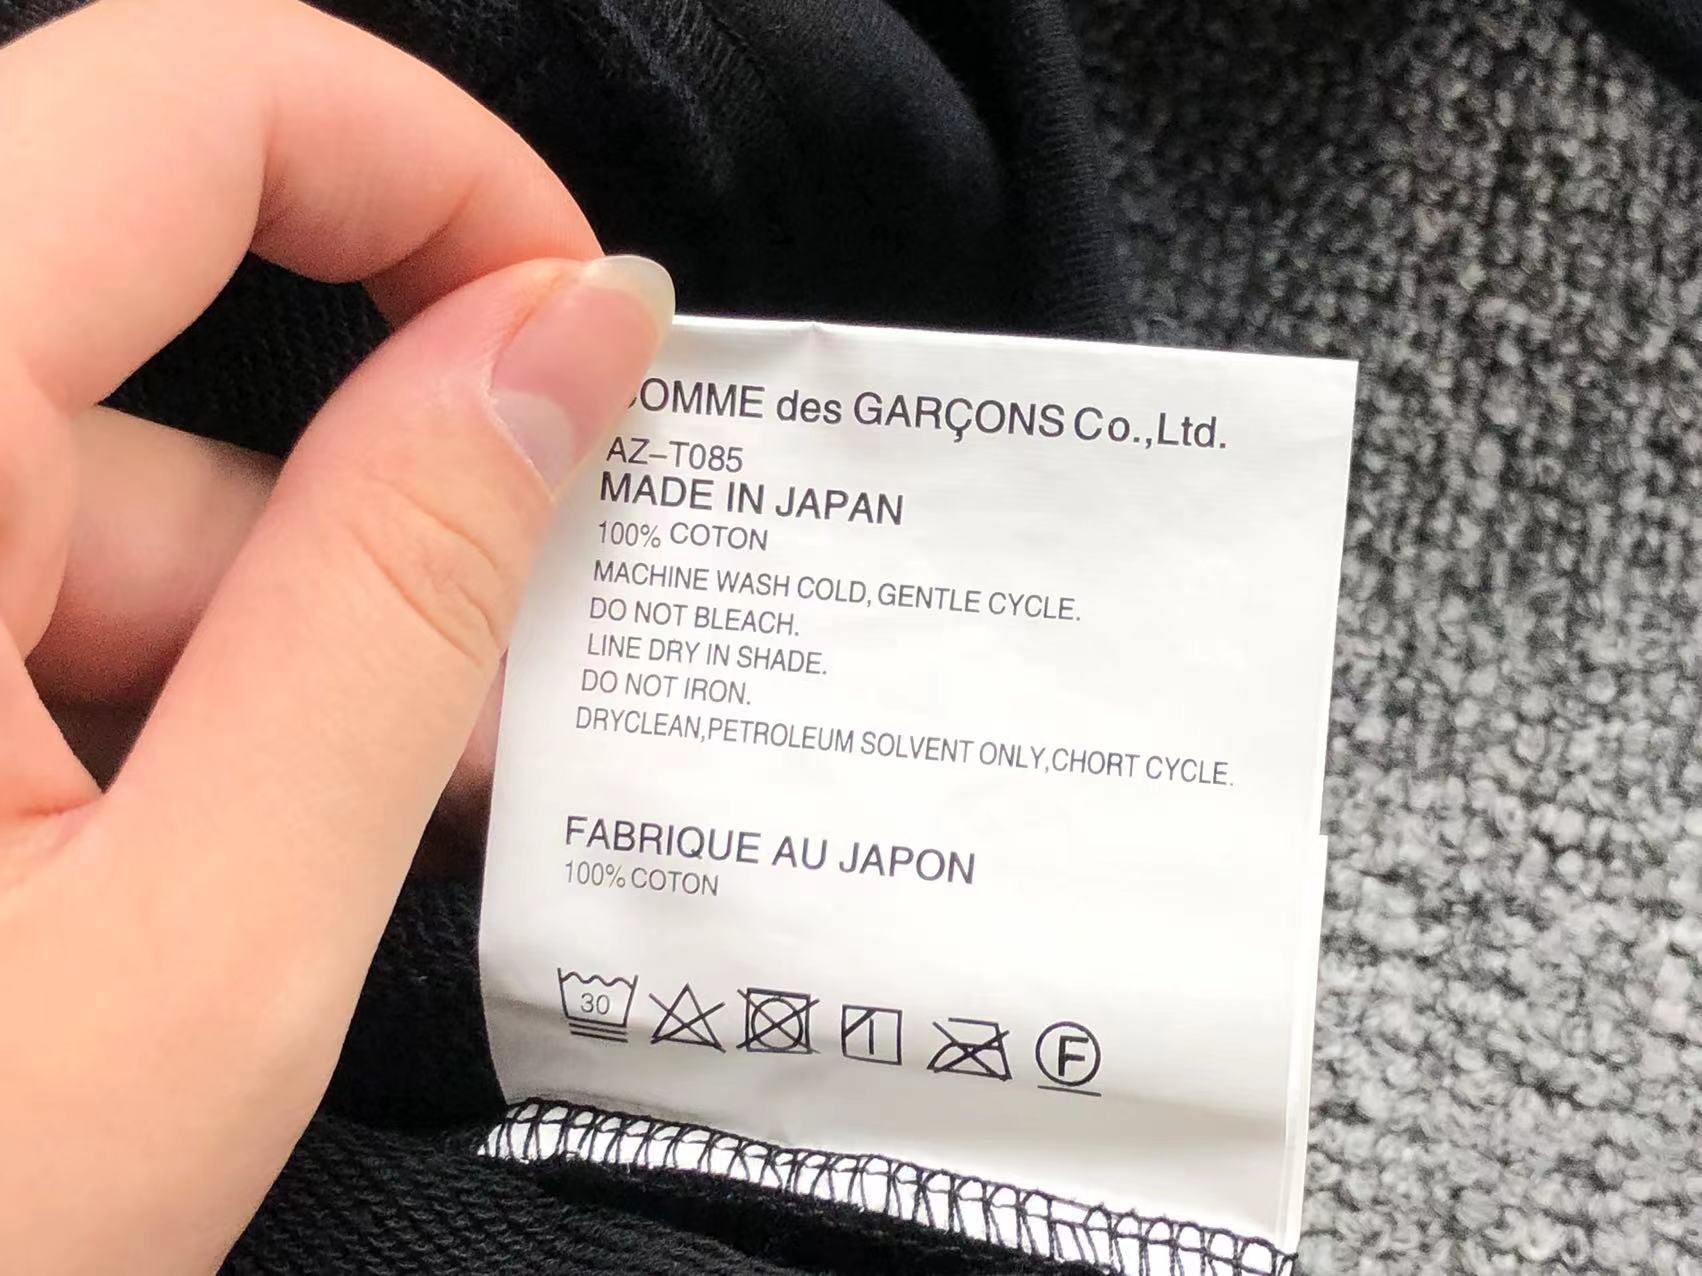 COMME des GARÇONS Co.,Ltd.
AZ-T085
MADE IN JAPAN
100% COTON
MACHINE WASH COLD, GENTLE CYCLE.
DO NOT BLEACH.
LINE DRY IN SHADE.
DO NOT IRON.
DRYCLEAN,PETROLEUM SOLVENT ONLY,CHORT CYCLE.
FABRIQUE AU JAPON
100% COTON
30 F